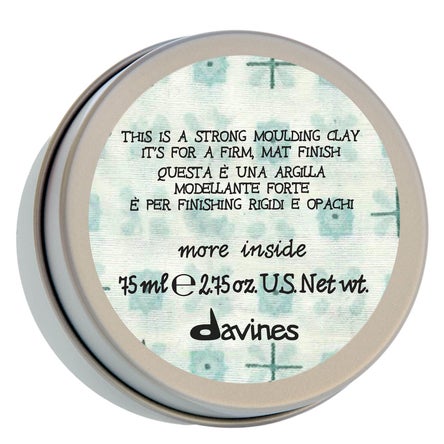 THIS IS A STRONG MOULDING CLAY
IT'S FOR A FIRM, MAT FINISH
QUESTA È UNA ARGILLA
MODELLANTE FORTE
È PER FINISHING RIGIDI E OPACHI
more inside
75 ml ℮ 2.75 oz. U.S. Net wt.
davines